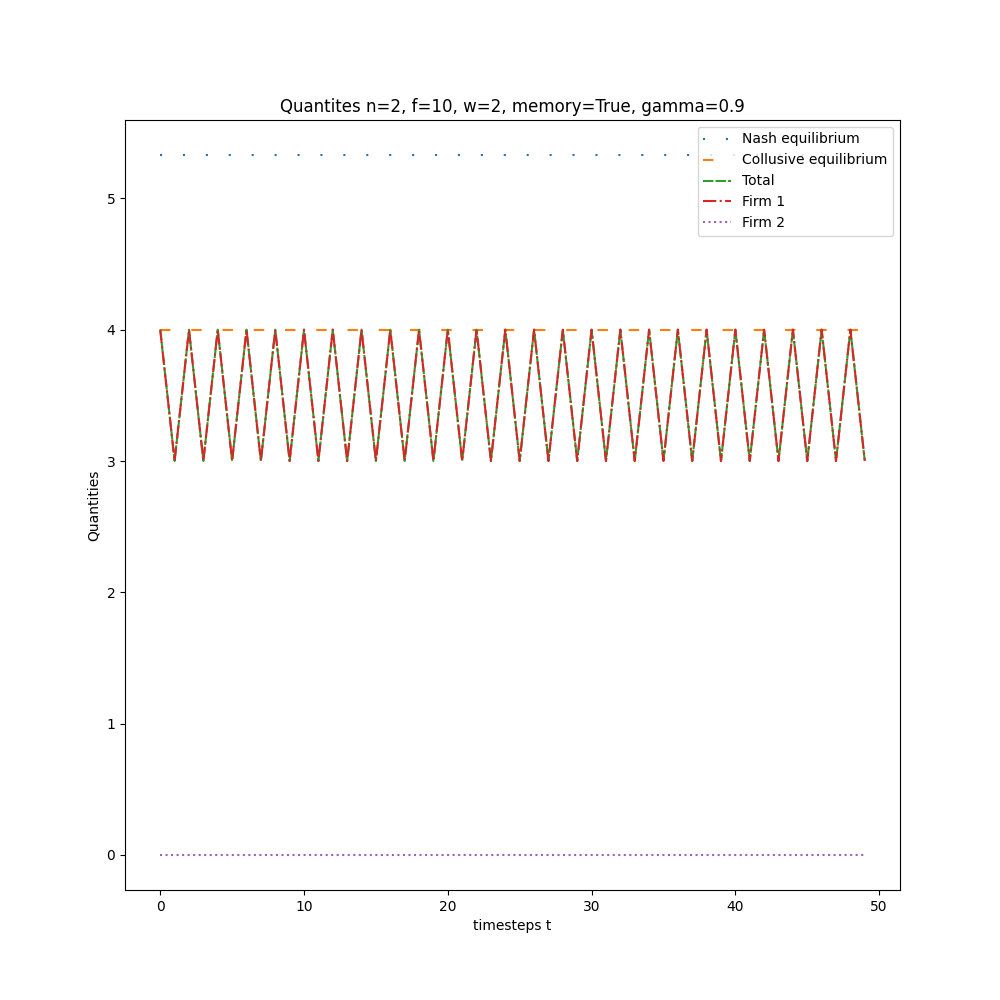 Quantites n=2, f=10, w=2, memory=True, gamma=0.9
Nash equilibrium
Collusive equilibrium
Total
Firm 1
Firm 2
5
4
3
2
1
0
Quantities
0 10 20 30 40 50
timesteps t